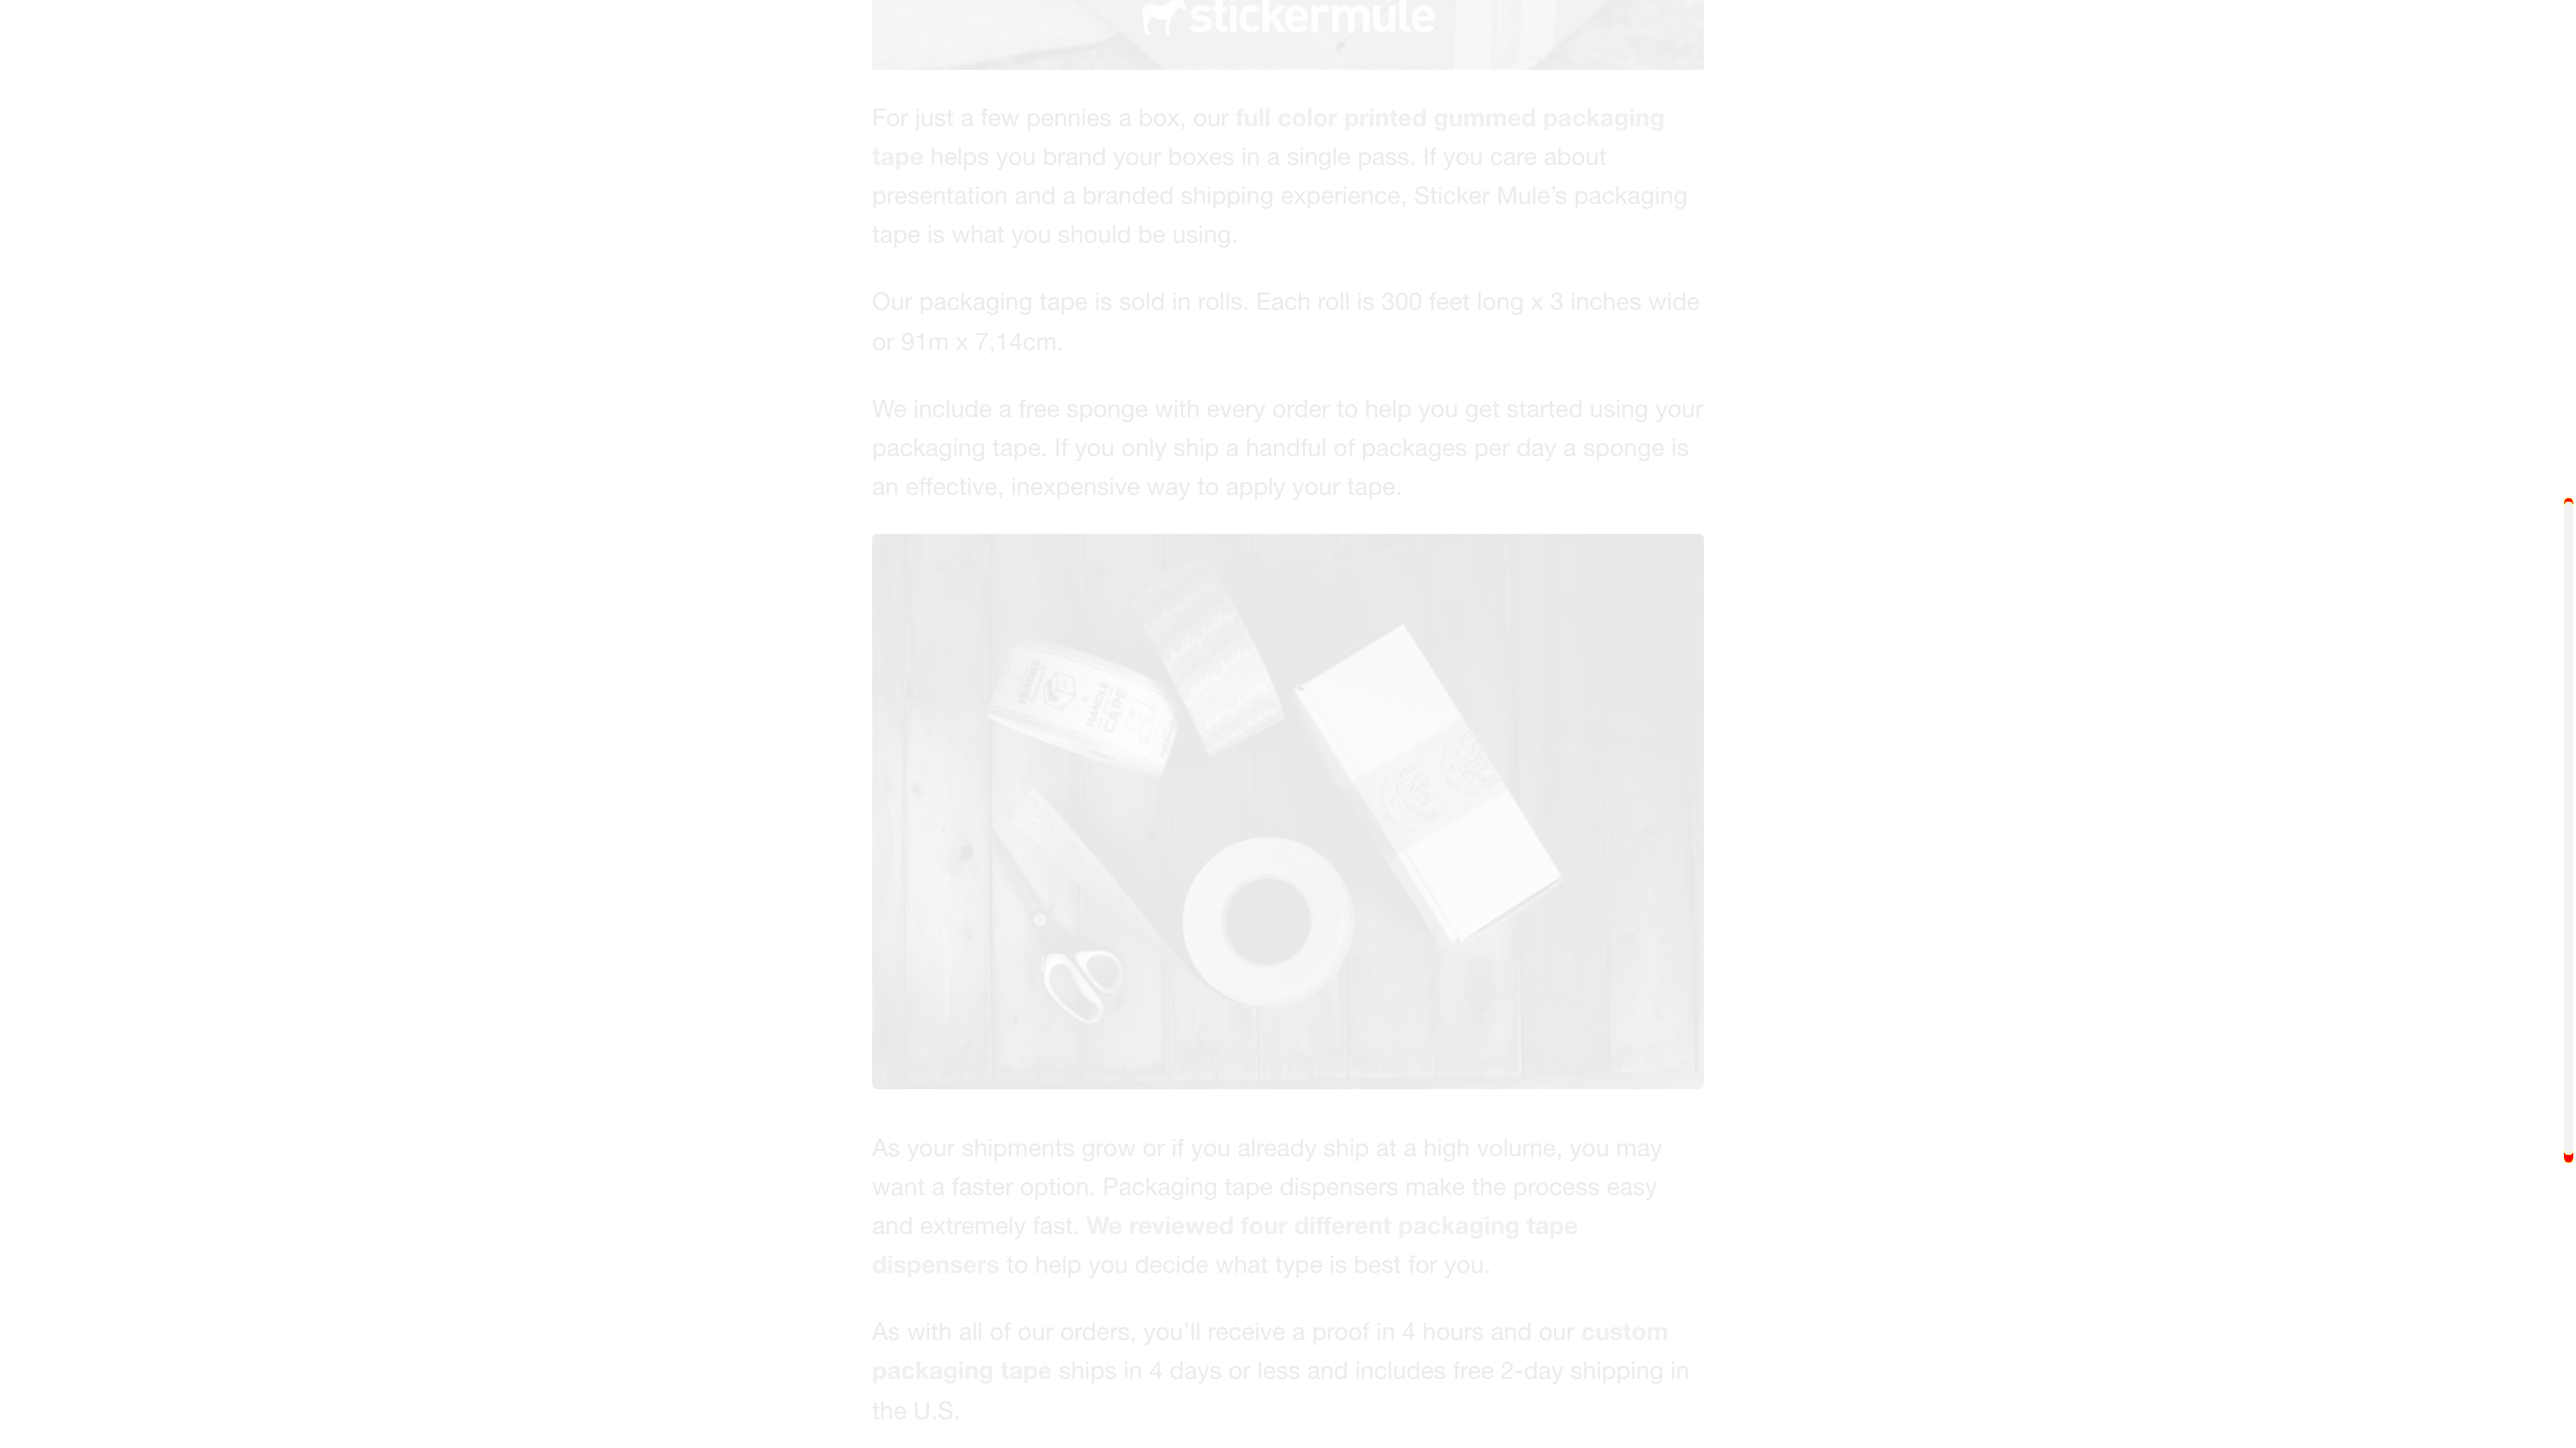 stickermule
For just a few pennies a box, our full color printed gummed packaging
tape helps you brand your boxes in a single pass. If you care about
presentation and a branded shipping experience, Sticker Mule’s packaging
tape is what you should be using.
Our packaging tape is sold in rolls. Each roll is 300 feet long x 3 inches wide
or 91m x 7,14cm.
We include a free sponge with every order to help you get started using your
packaging tape. If you only ship a handful of packages per day a sponge is
an effective, inexpensive way to apply your tape.
FRAGILE
HANDLE
CARE
As your shipments grow or if you already ship at a high volume, you may
want a faster option. Packaging tape dispensers make the process easy
and extremely fast. We reviewed four different packaging tape
dispensers to help you decide what type is best for you.
As with all of our orders, you’ll receive a proof in 4 hours and our custom
packaging tape ships in 4 days or less and includes free 2-day shipping in
the U.S.